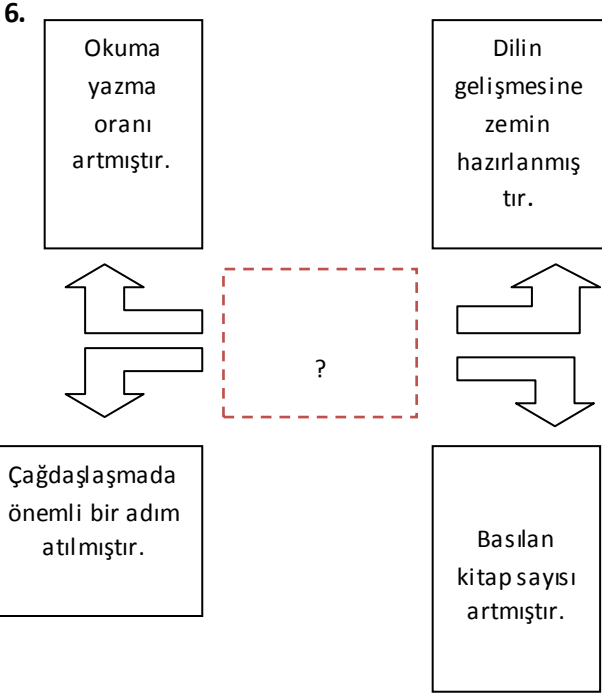 6.
Okuma
yazma
oranı
artmıştır.
Dilin
gelişmesine
zemin
hazırlanmış
tır.
?
Çağdaşlaşmada
önemli bir adım
atılmıştır.
Basılan
kitap sayısı
artmıştır.